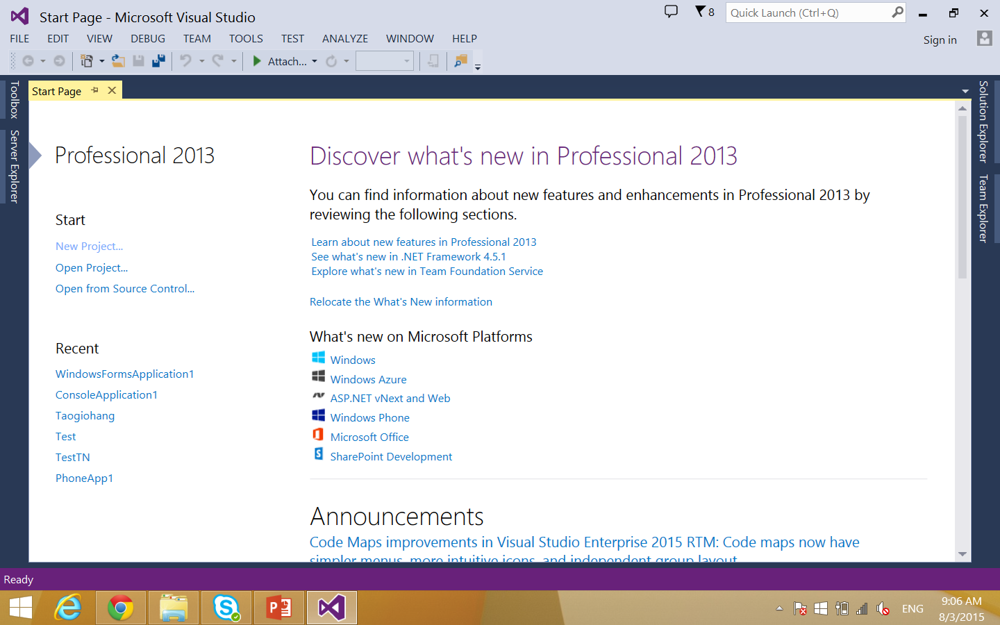 Start Page - Microsoft Visual Studio
8
Quick Launch (Ctrl+Q)
FILE EDIT VIEW DEBUG TEAM TOOLS TEST ANALYZE WINDOW HELP
Sign in
Attach...
Toolbox
Server Explorer
Start Page
Solution Explorer
Team Explorer
Professional 2013
Start
New Project...
Open Project...
Open from Source Control...
Recent
WindowsFormsApplication1
ConsoleApplication1
Taogiohang
Test
TestTN
PhoneApp1
Discover what's new in Professional 2013
You can find information about new features and enhancements in Professional 2013 by
reviewing the following sections.
Learn about new features in Professional 2013
See what's new in .NET Framework 4.5.1
Explore what's new in Team Foundation Service
Relocate the What's New information
What's new on Microsoft Platforms
Windows
Windows Azure
ASP.NET vNext and Web
Windows Phone
Microsoft Office
SharePoint Development
Announcements
Code Maps improvements in Visual Studio Enterprise 2015 RTM: Code maps now have
simpler menus, more intuitive icons, and independent group layout
Ready
ENG
9:06 AM
8/3/2015